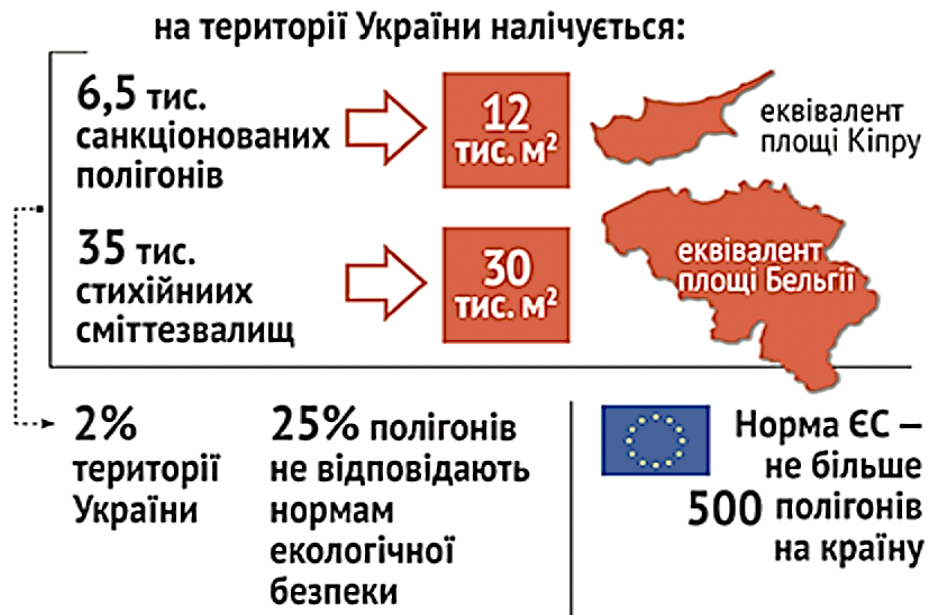 на території України налічується:
6,5 тис.
санкціонованих
полігонів
12
тис. м²
еквівалент
площі Кіпру
35 тис.
стихійниих
сміттєзвалищ
30
тис. м²
еквівалент
площі Бельгії
2%
території
України
25% полігонів
не відповідають
нормам
екологічної
безпеки
Норма ЄС –
не більше
500 полігонів
на країну